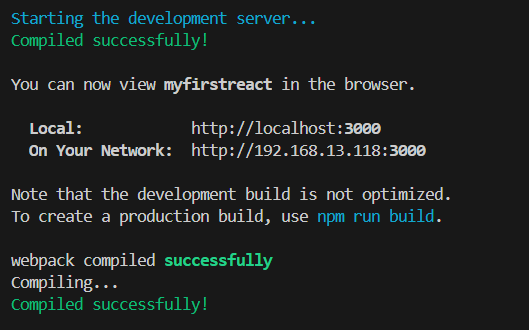 Starting the development server...
Compiled successfully!
You can now view myfirstreact in the browser.
Local: http://localhost:3000
On Your Network: http://192.168.13.118:3000
Note that the development build is not optimized.
To create a production build, use npm run build.
webpack compiled successfully
Compiling...
Compiled successfully!